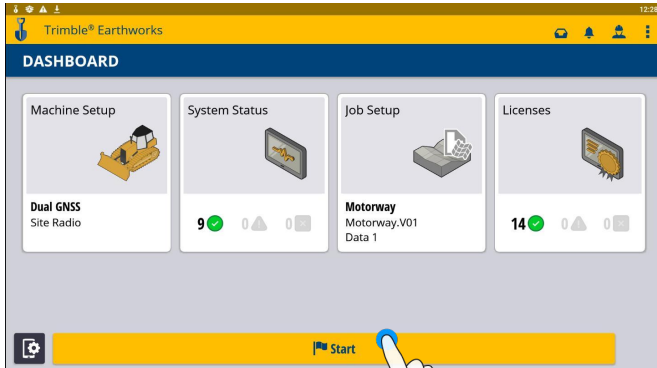 12:28
Trimble® Earthworks
DASHBOARD
Machine Setup
Dual GNSS
Site Radio
System Status
9 0 0
Job Setup
Motorway
Motorway.V01
Data 1
Licenses
14 0 0
Start